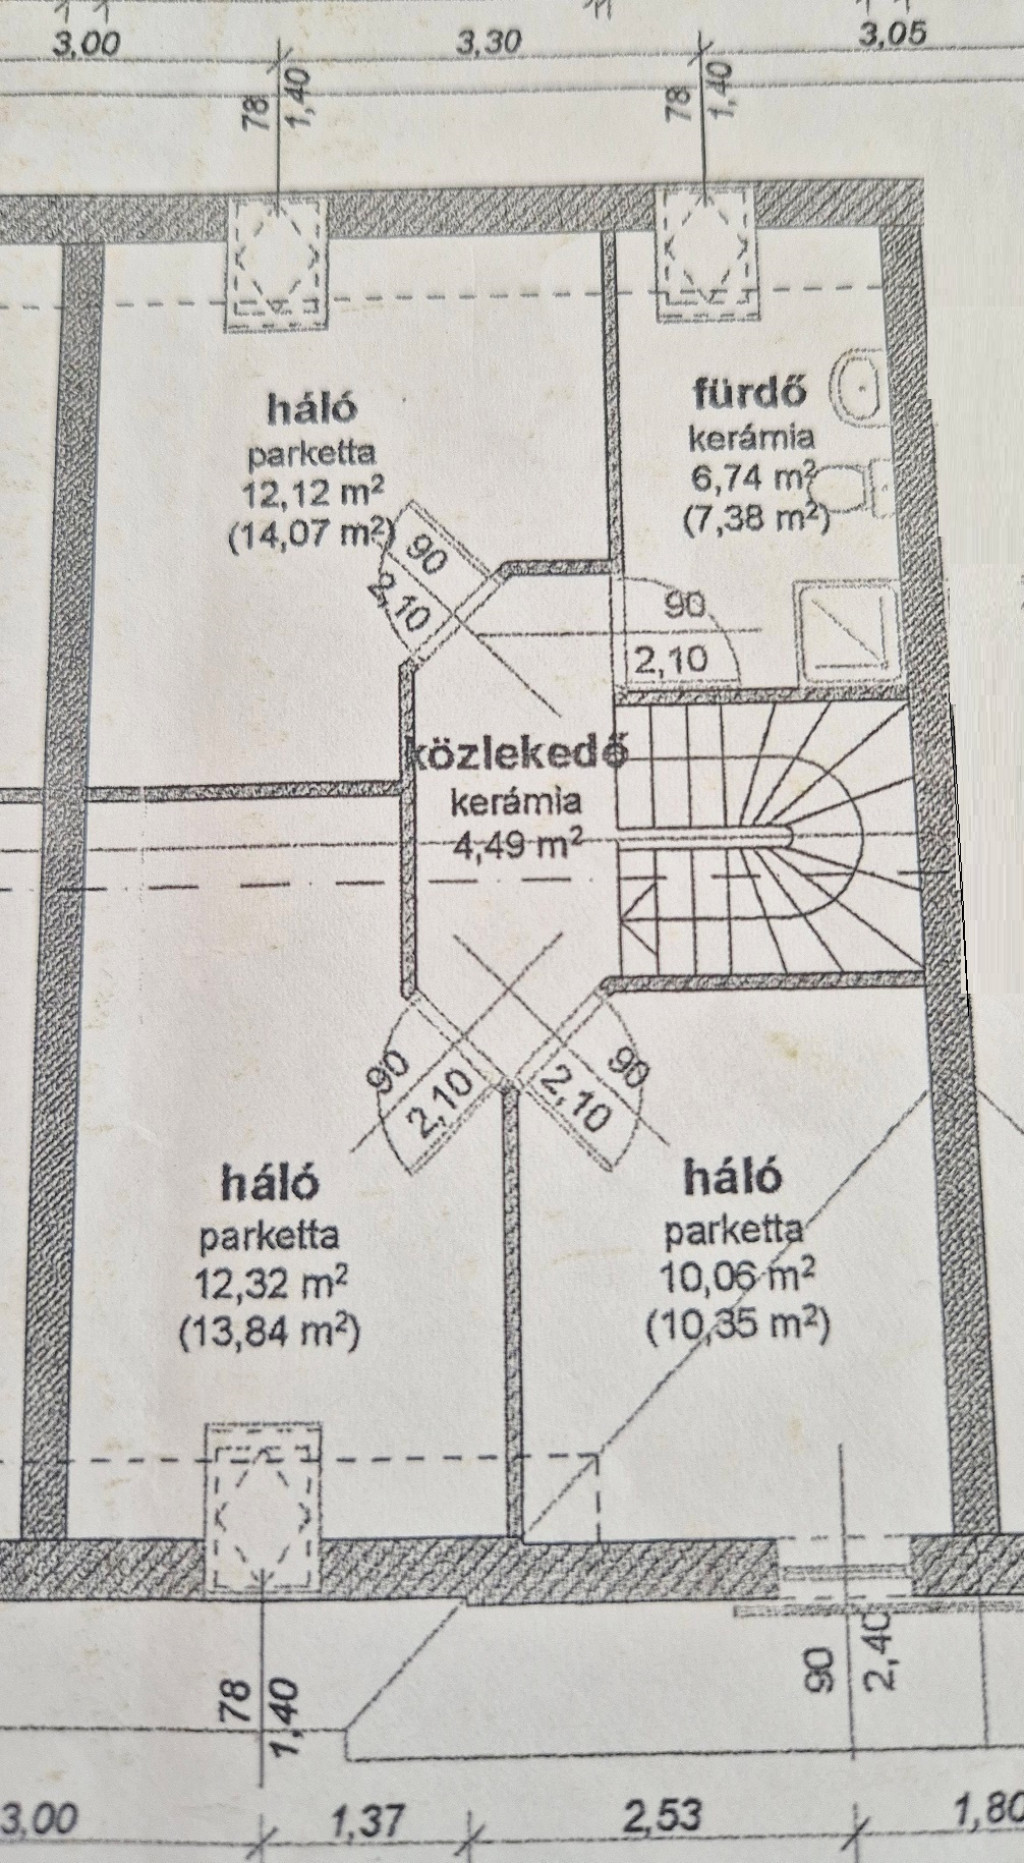 3,00
3,30
3,05
78
1,40
78
1,40
háló
parketta
12,12 m²
(14,07 m²)
fürdő
kerámia
6,74 m²
(7,38 m²)
90
2,10
90
2,10
közlekedő
kerámia
4,49 m²
90
2,10
2,10
90
háló
parketta
12,32 m²
(13,84 m²)
háló
parketta
10,06 m²
(10,35 m²)
78
1,40
90
2,40
3,00
1,37
2,53
1,80